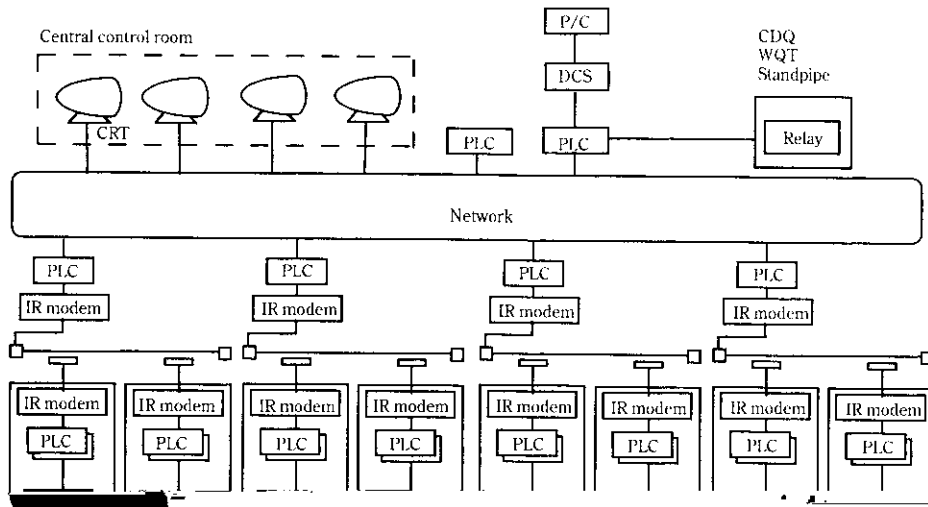 Central control room
P/C
CDQ
WQT
Standpipe
DCS
CRT
PLC
PLC
Relay
Network
PLC
PLC
PLC
PLC
IR modem
IR modem
IR modem
IR modem
IR modem
IR modem
IR modem
IR modem
IR modem
IR modem
IR modem
IR modem
PLC
PLC
PLC
PLC
PLC
PLC
PLC
PLC